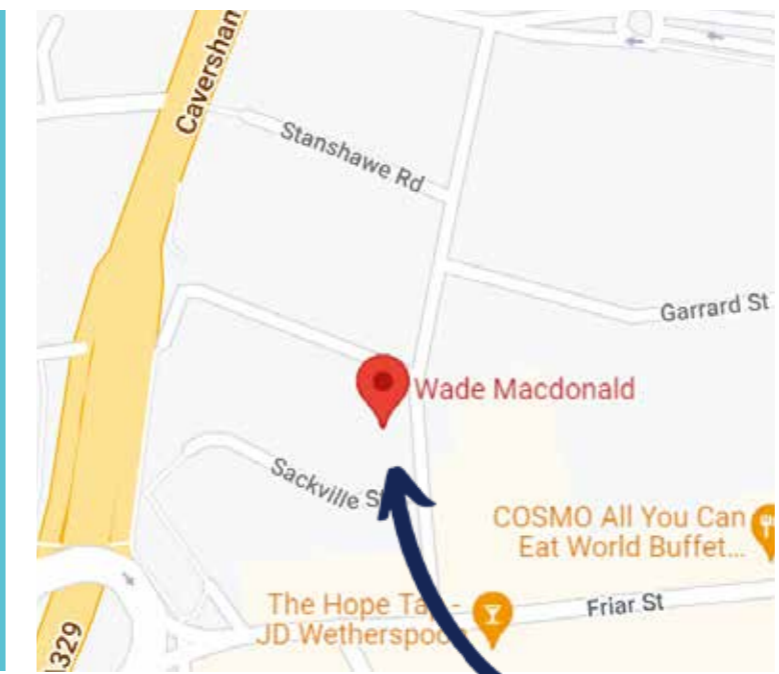 Caversham
Stanshawe Rd
Garrard St
Wade Macdonald
Sackville St
COSMO All You Can
Eat World Buffet...
The Hope Tap -
JD Wetherspoon
Friar St
1329